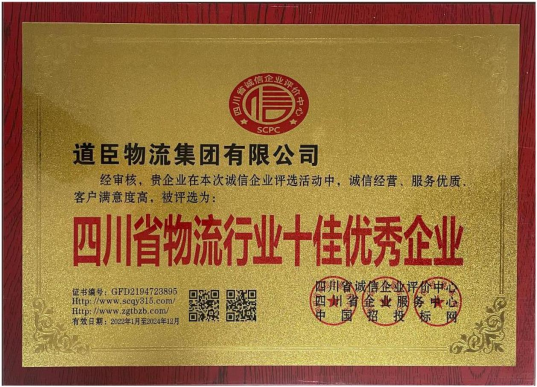 四川省诚信企业评价中心
信
SCPC
道臣物流集团有限公司
经审核，贵企业在本次诚信企业评选活动中，诚信经营、服务优质、
客户满意度高，被评选为：
四川省物流行业十佳优秀企业
证书编号：GFD2194723895
Http://www.scqy315.com/
Http://www.zgtbzb.com/
有效日期：2022年1月至2024年12月
四川省诚信企业评价中心
四川省企业服务中心
中国招投标网